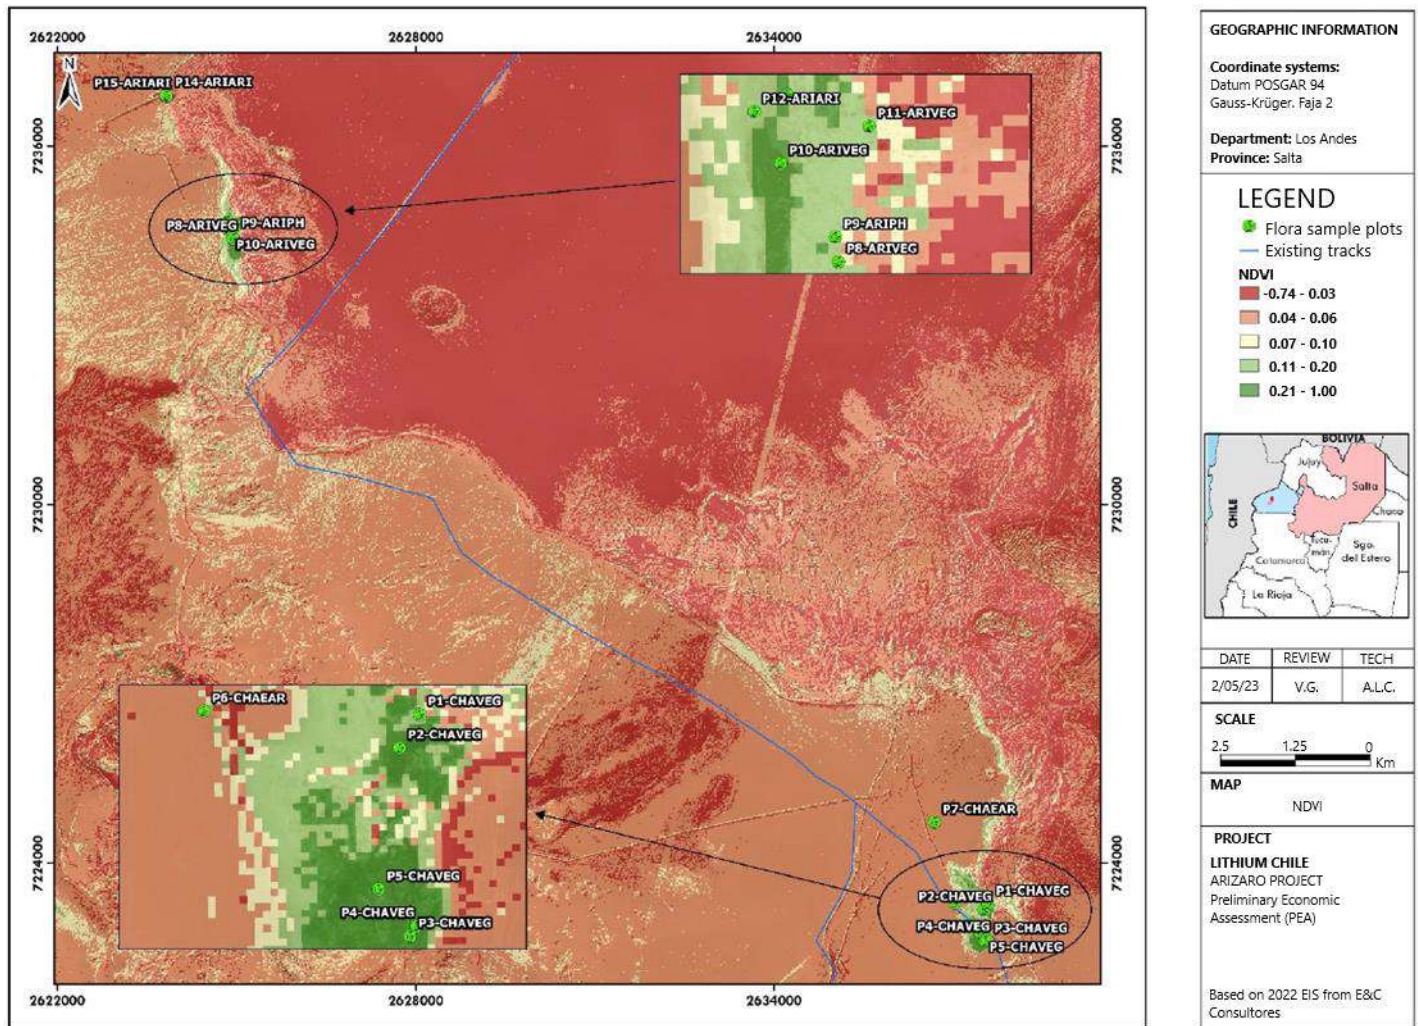 2622000
2628000
2634000
N
P15-ARIARI
P14-ARIARI
7236000
7236000
P12-ARIARI
P11-ARIVEG
P10-ARIVEG
P9-ARIPH
P8-ARIVEG
P8-ARIVEG
P9-ARIPH
P10-ARIVEG
7230000
7230000
P6-CHAEAR
P1-CHAVEG
P2-CHAVEG
P5-CHAVEG
P4-CHAVEG
P3-CHAVEG
P7-CHAEAR
7224000
7224000
P2-CHAVEG
P1-CHAVEG
P4-CHAVEG
P3-CHAVEG
P5-CHAVEG
2622000
2628000
2634000
GEOGRAPHIC INFORMATION
Coordinate systems:
Datum POSGAR 94
Gauss-Krüger. Faja 2
Department: Los Andes
Province: Salta
LEGEND
Flora sample plots
Existing tracks
NDVI
-0.74 - 0.03
0.04 - 0.06
0.07 - 0.10
0.11 - 0.20
0.21 - 1.00
BOLIVIA
Jujuy
Salta
CHILE
Chaco
Tucu-
mán
Sgo.
del Estero
Catamarca
La Rioja
DATE REVIEW TECH
2/05/23 V.G. A.L.C.
SCALE
2.5 1.25 0
Km
MAP
NDVI
PROJECT
LITHIUM CHILE
ARIZARO PROJECT
Preliminary Economic
Assessment (PEA)
Based on 2022 EIS from E&C
Consultores